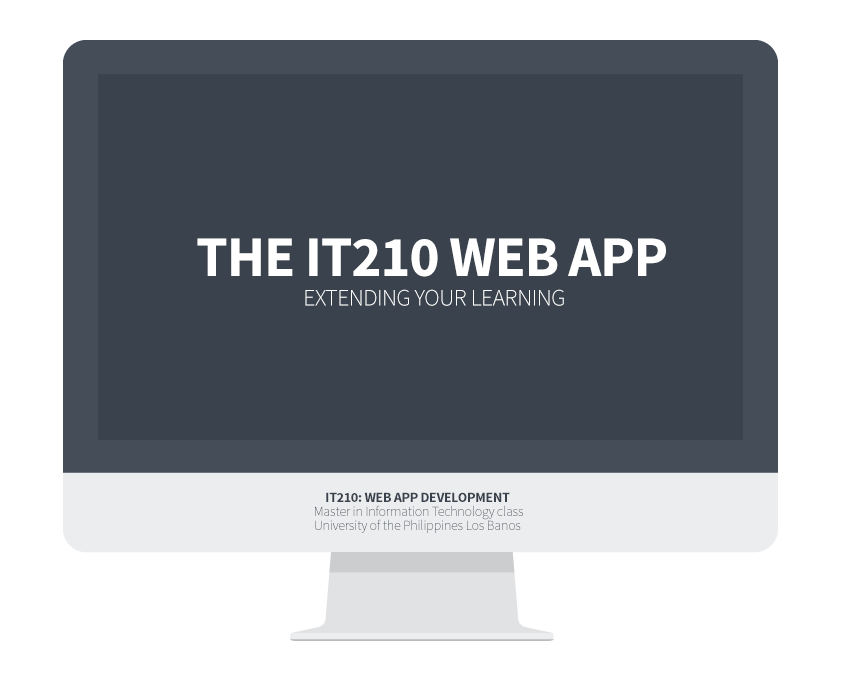 THE IT210 WEB APP
EXTENDING YOUR LEARNING
IT210: WEB APP DEVELOPMENT
Master in Information Technology class
University of the Philippines Los Banos